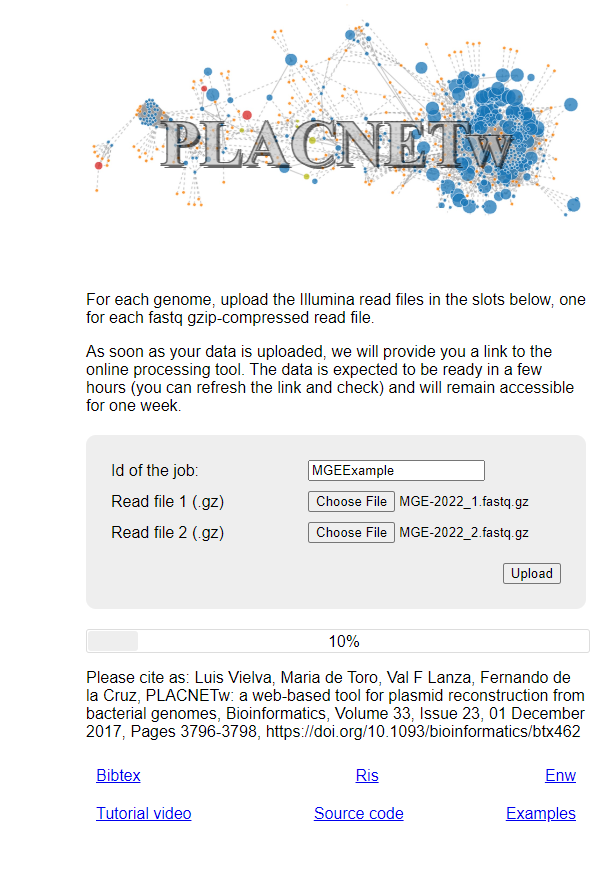 PLACNETw
For each genome, upload the Illumina read files in the slots below, one
for each fastq gzip-compressed read file.
As soon as your data is uploaded, we will provide you a link to the
online processing tool. The data is expected to be ready in a few
hours (you can refresh the link and check) and will remain accessible
for one week.
Id of the job: MGEExample
Read file 1 (.gz) Choose File MGE-2022_1.fastq.gz
Read file 2 (.gz) Choose File MGE-2022_2.fastq.gz
Upload
10%
Please cite as: Luis Vielva, Maria de Toro, Val F Lanza, Fernando de
la Cruz, PLACNETw: a web-based tool for plasmid reconstruction from
bacterial genomes, Bioinformatics, Volume 33, Issue 23, 01 December
2017, Pages 3796-3798, https://doi.org/10.1093/bioinformatics/btx462
Bibtex Ris Enw
Tutorial video Source code Examples